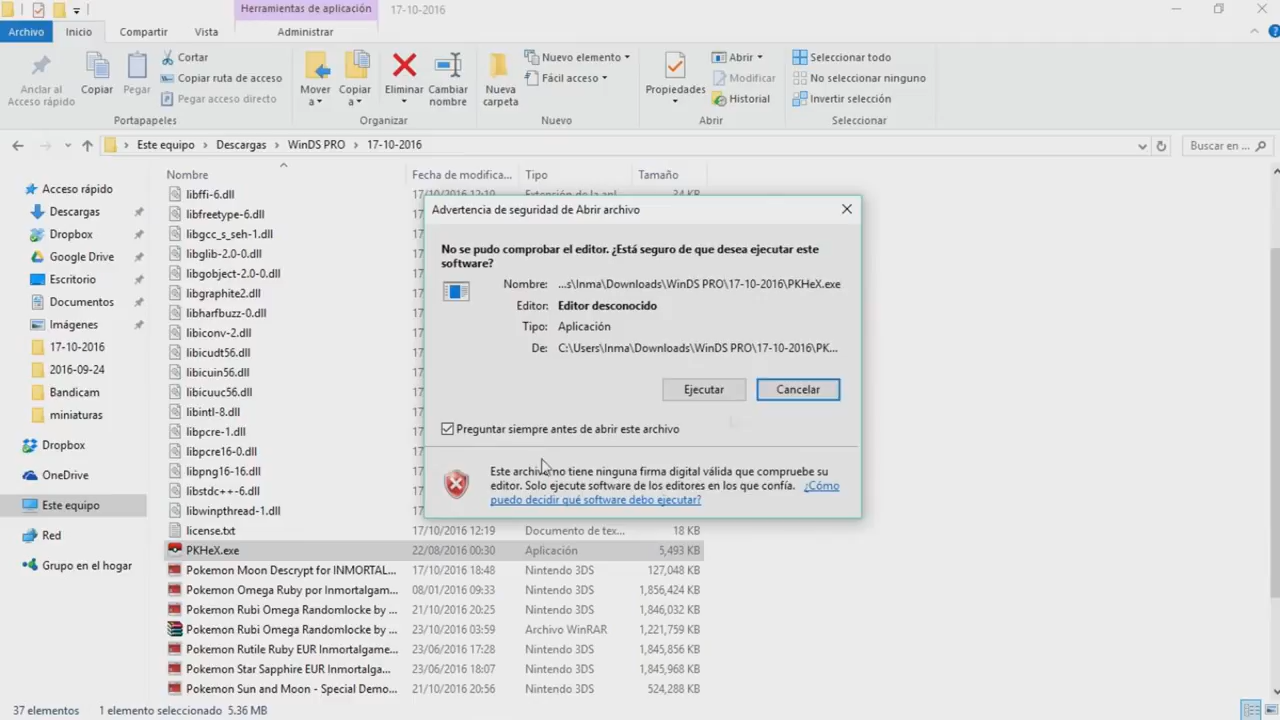 Herramientas de aplicación
17-10-2016
Archivo
Inicio
Compartir
Vista
Administrar
Anclar al
Acceso rápido
Copiar
Pegar
Cortar
Copiar ruta de acceso
Pegar acceso directo
Portapapeles
Mover
a
Copiar
a
Eliminar
Cambiar
nombre
Organizar
Nueva
carpeta
Nuevo elemento
Fácil acceso
Nuevo
Propiedades
Abrir
Modificar
Historial
Abrir
Seleccionar todo
No seleccionar ninguno
Invertir selección
Seleccionar
Este equipo > Descargas > WinDS PRO > 17-10-2016
Buscar en ...
Acceso rápido
Descargas
Dropbox
Google Drive
Escritorio
Documentos
Imágenes
17-10-2016
2016-09-24
Bandicam
miniaturas
Dropbox
OneDrive
Este equipo
Red
Grupo en el hogar
Nombre Fecha de modifica... Tipo Tamaño
libffi-6.dll
libfreetype-6.dll
libgcc_s_seh-1.dll
libglib-2.0-0.dll
libgobject-2.0-0.dll
libgraphite2.dll
libharfbuzz-0.dll
libiconv-2.dll
libicudt56.dll
libicuin56.dll
libicuuc56.dll
libintl-8.dll
libpcre-1.dll
libpcre16-0.dll
libpng16-16.dll
libstdc++-6.dll
libwinpthread-1.dll
license.txt 17/10/2016 12:19 Documento de tex... 18 KB
PKHeX.exe 22/08/2016 00:30 Aplicación 5,493 KB
Pokemon Moon Descrypt for INMORTAL... 17/10/2016 18:48 Nintendo 3DS 127,048 KB
Pokemon Omega Ruby por Inmortalgam... 08/01/2016 09:33 Nintendo 3DS 1,856,424 KB
Pokemon Rubi Omega Randomlocke by ... 21/10/2016 20:25 Nintendo 3DS 1,846,032 KB
Pokemon Rubi Omega Randomlocke by ... 23/10/2016 03:59 Archivo WinRAR 1,221,759 KB
Pokemon Rutile Ruby EUR Inmortalgam... 23/06/2016 17:28 Nintendo 3DS 1,845,856 KB
Pokemon Star Sapphire EUR Inmortalga... 23/06/2016 18:07 Nintendo 3DS 1,845,968 KB
Pokemon Sun and Moon - Special Demo... 21/10/2016 20:56 Nintendo 3DS 524,288 KB
Advertencia de seguridad de Abrir archivo
No se pudo comprobar el editor. ¿Está seguro de que desea ejecutar este
software?
Nombre: ...s\Inma\Downloads\WinDS PRO\17-10-2016\PKHeX.exe
Editor: Editor desconocido
Tipo: Aplicación
De: C:\Users\Inma\Downloads\WinDS PRO\17-10-2016\PK...
Ejecutar
Cancelar
Preguntar siempre antes de abrir este archivo
Este archivo no tiene ninguna firma digital válida que compruebe su
editor. Solo ejecute software de los editores en los que confía. ¿Cómo
puedo decidir qué software debo ejecutar?
37 elementos 1 elemento seleccionado 5.36 MB